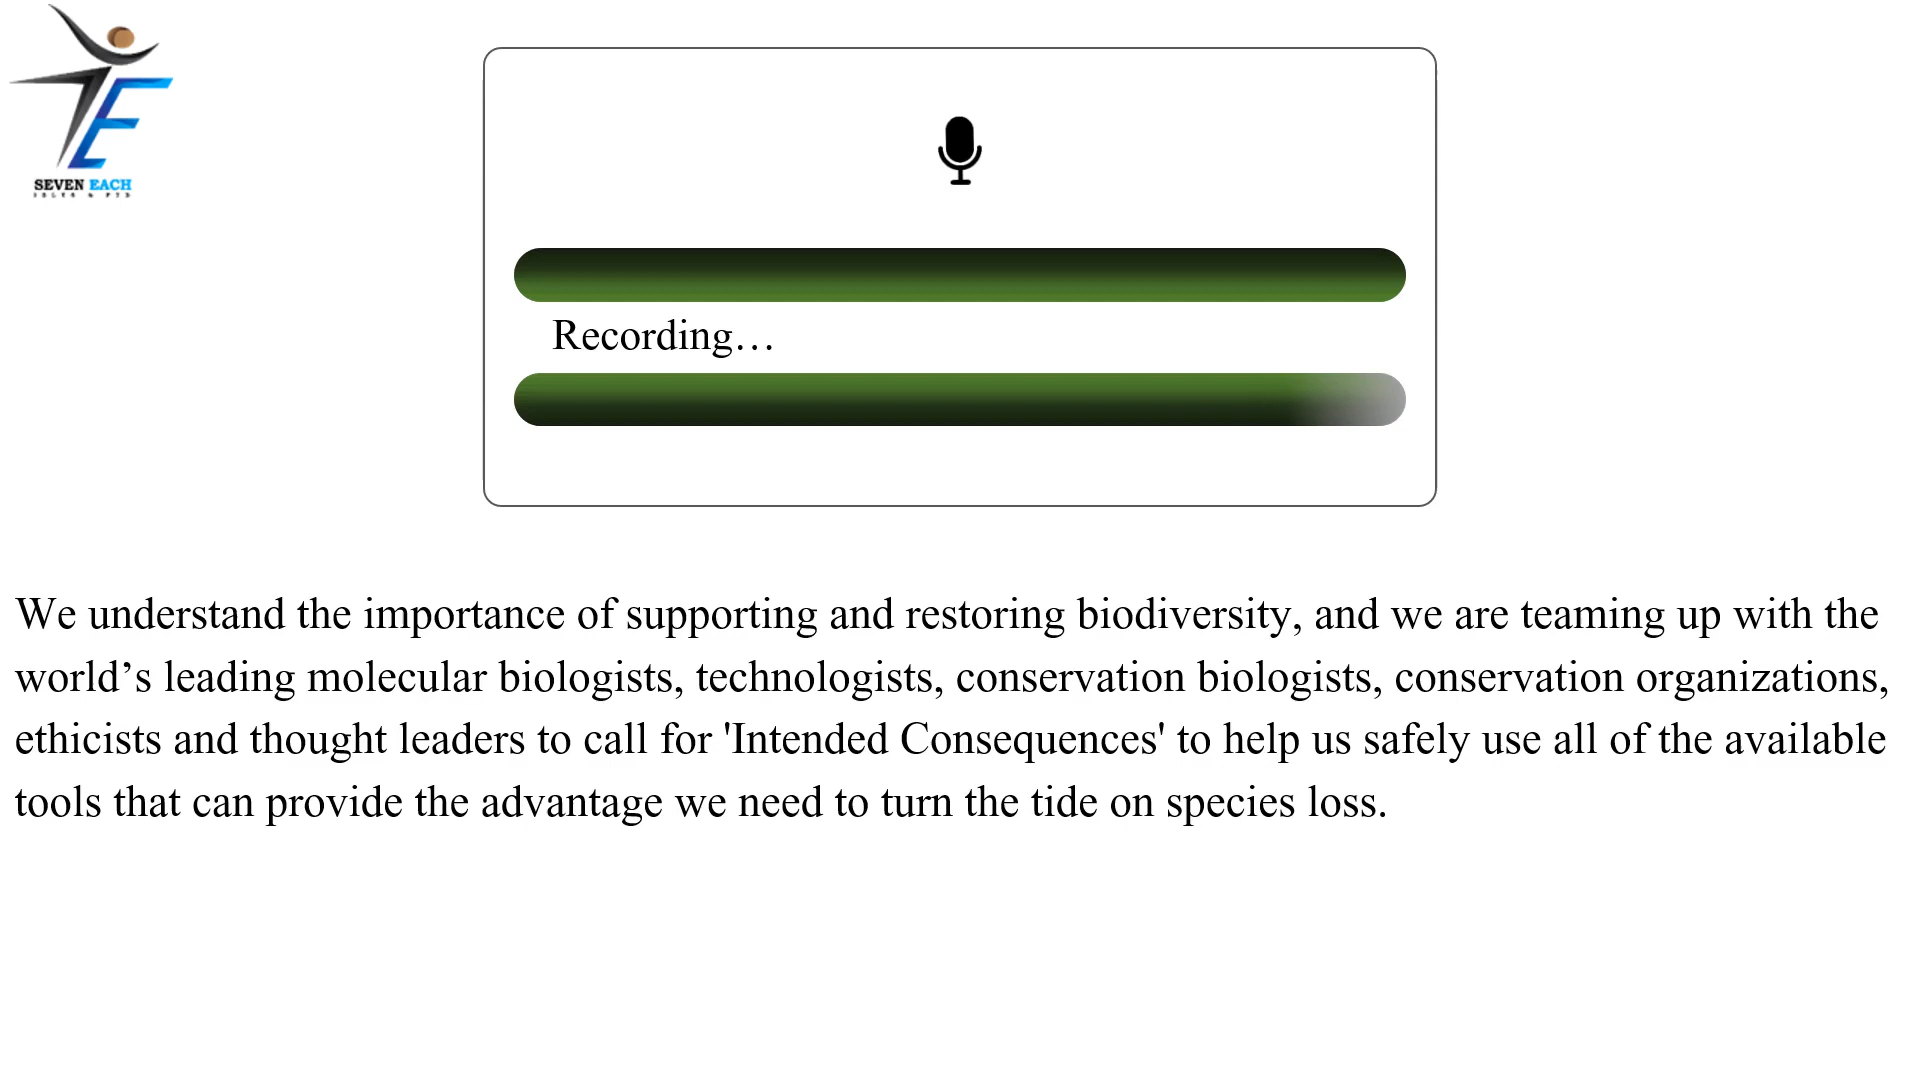 SEVEN EACH
IELTS & PTE
Recording…
We understand the importance of supporting and restoring biodiversity, and we are teaming up with the
world’s leading molecular biologists, technologists, conservation biologists, conservation organizations,
ethicists and thought leaders to call for 'Intended Consequences' to help us safely use all of the available
tools that can provide the advantage we need to turn the tide on species loss.